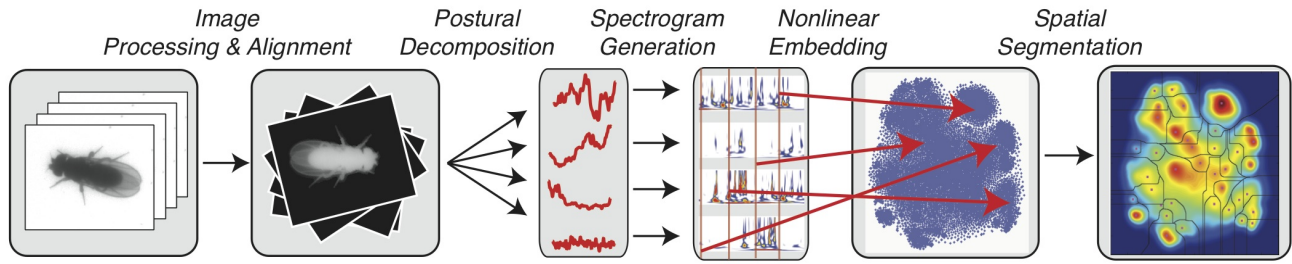 Image
Processing & Alignment
Postural
Decomposition
Spectrogram
Generation
Nonlinear
Embedding
Spatial
Segmentation